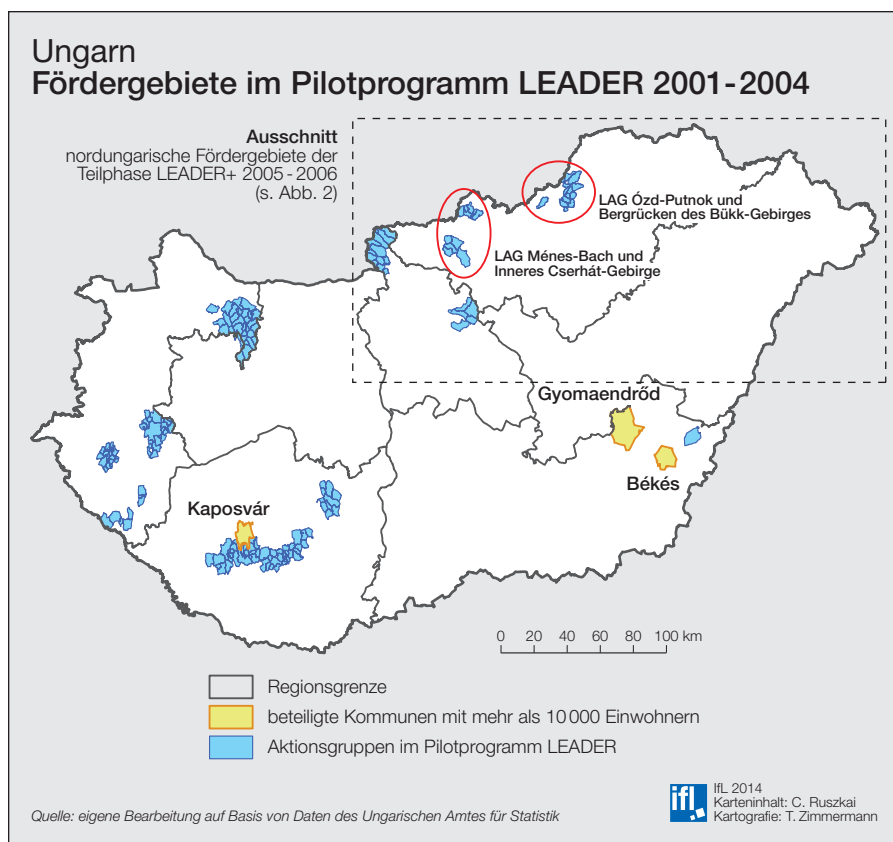 Ungarn
Fördergebiete im Pilotprogramm LEADER 2001-2004
Ausschnitt
nordungarische Fördergebiete der
Teilphase LEADER+ 2005-2006
(s. Abb. 2)
LAG Ózd-Putnok und
Bergrücken des Bükk-Gebirges
LAG Ménes-Bach und
Inneres Cserhát-Gebirge
Gyomaendrőd
Békés
Kaposvár
0 20 40 60 80 100 km
Regionsgrenze
beteiligte Kommunen mit mehr als 10 000 Einwohnern
Aktionsgruppen im Pilotprogramm LEADER
Quelle: eigene Bearbeitung auf Basis von Daten des Ungarischen Amtes für Statistik
ifl
IfL 2014
Karteninhalt: C. Ruszkai
Kartografie: T. Zimmermann